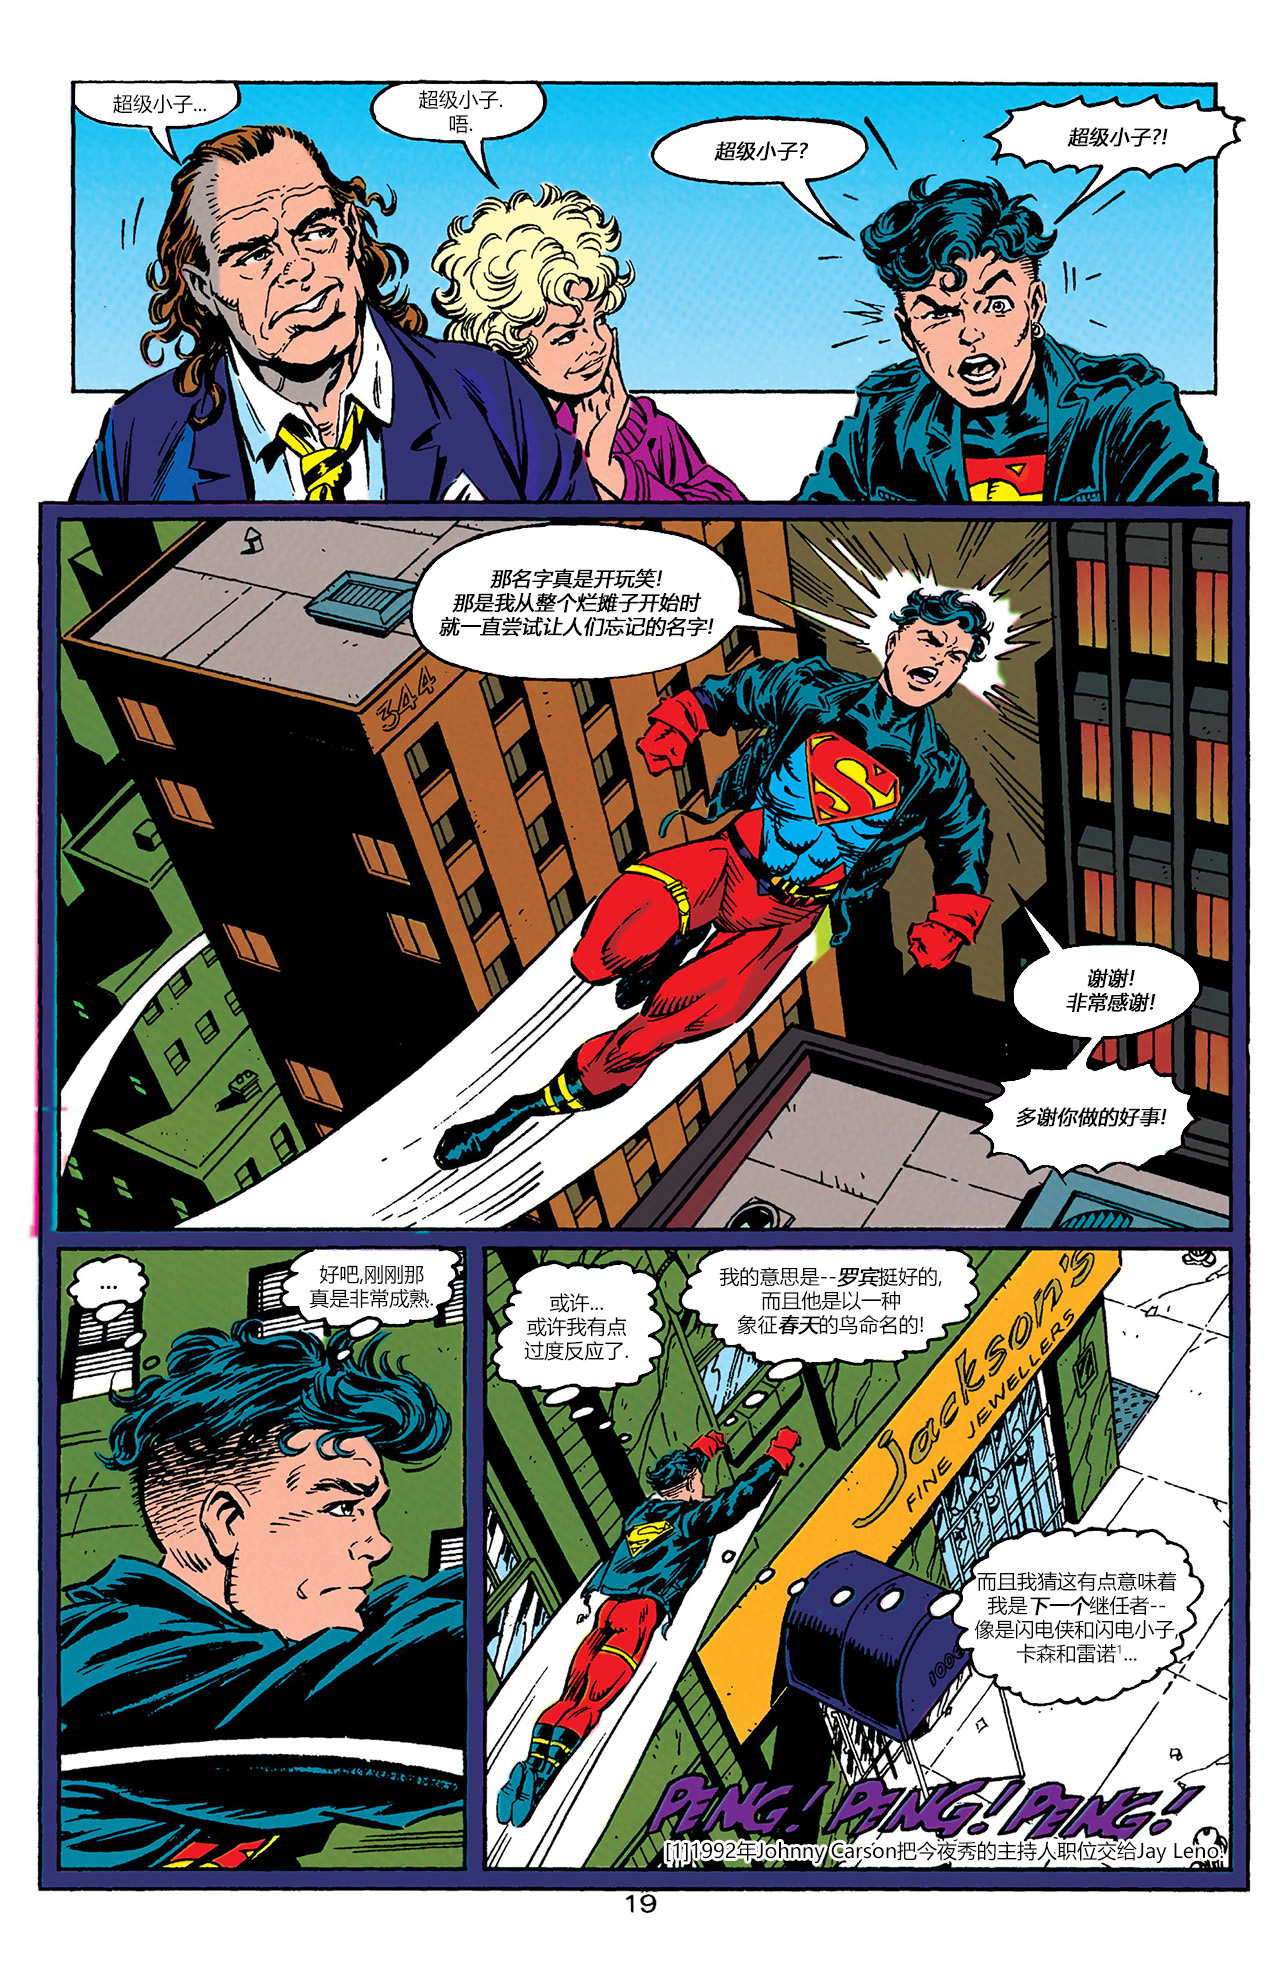 超级小子...
超级小子.
唔.
超级小子?
超级小子?!
344
那名字真是开玩笑!
那是我从整个烂摊子开始时
就一直尝试让人们忘记的名字!
S
谢谢!
非常感谢!
多谢你做的好事!
...
好吧,刚刚那
真是非常成熟.
或许...
或许我有点
过度反应了.
我的意思是--罗宾挺好的,
而且他是以一种
象征春天的鸟命名的!
Jackson's
FINE JEWELLERS
而且我猜这有点意味着
我是下一个继任者--
像是闪电侠和闪电小子,
卡森和雷诺¹...
1000
PENG! PENG! PENG!
[1]1992年Johnny Carson把今夜秀的主持人职位交给Jay Leno.
19